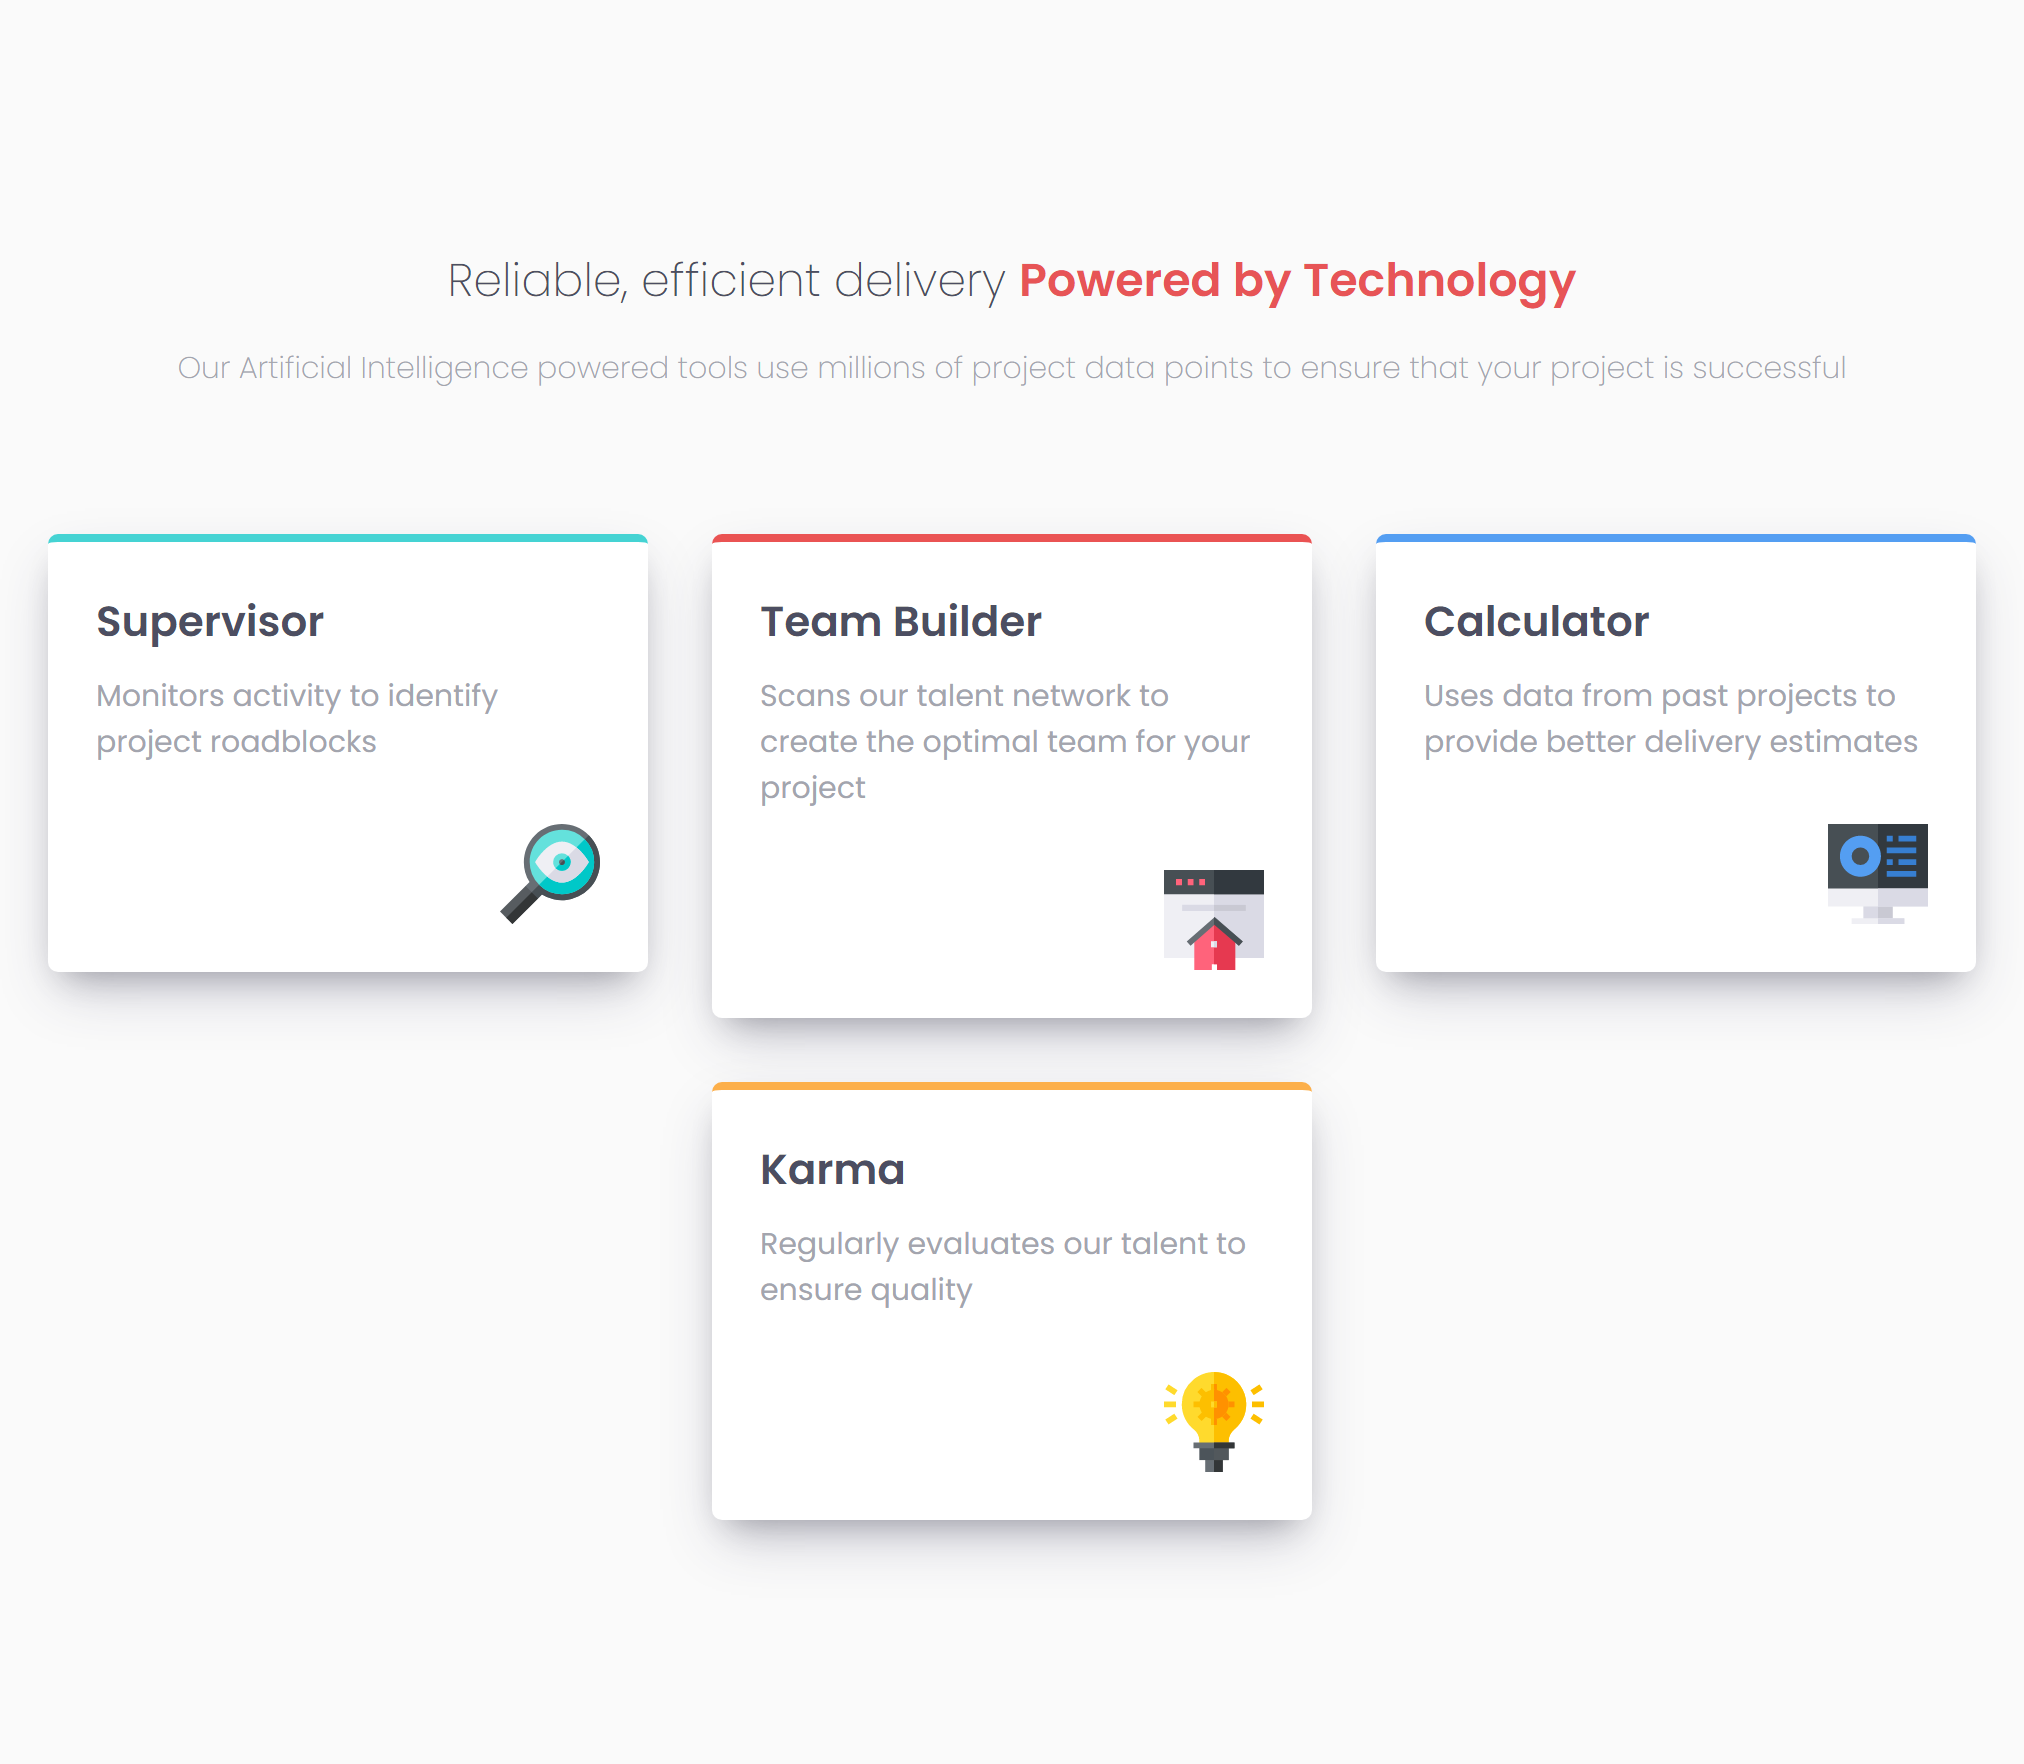 Reliable, efficient delivery Powered by Technology
Our Artificial Intelligence powered tools use millions of project data points to ensure that your project is successful
Supervisor
Monitors activity to identify
project roadblocks
Team Builder
Scans our talent network to
create the optimal team for your
project
Calculator
Uses data from past projects to
provide better delivery estimates
Karma
Regularly evaluates our talent to
ensure quality